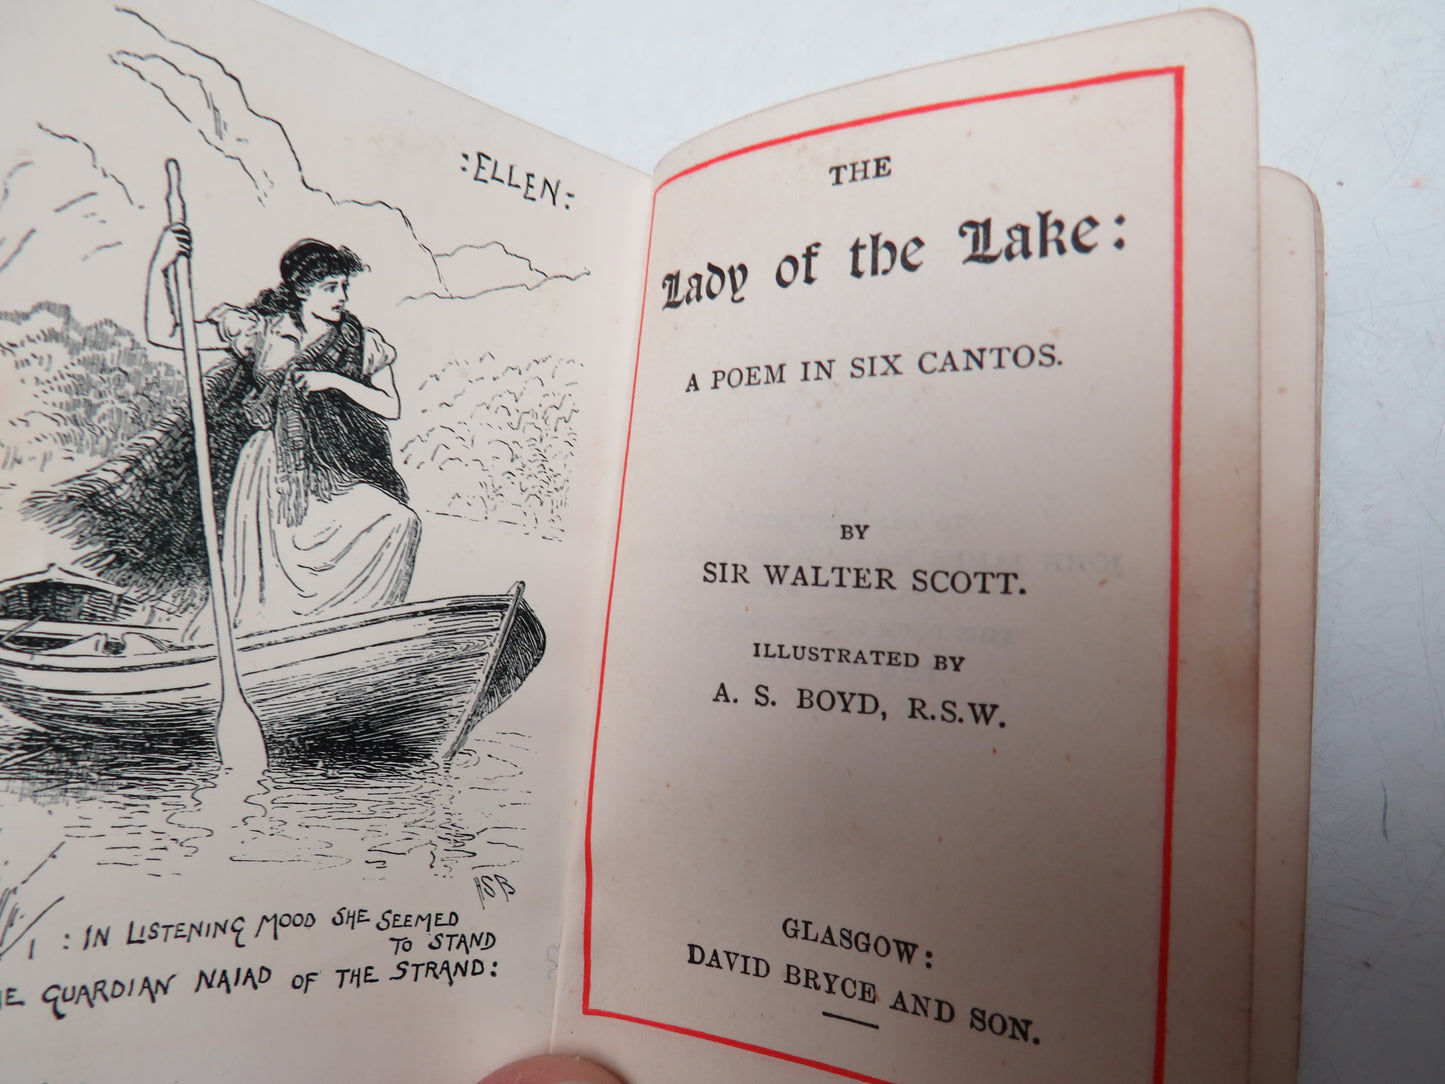 :ELLEN:
ASB
: IN LISTENING MOOD SHE SEEMED
TO STAND
GUARDIAN NAIAD OF THE STRAND:
THE
Lady of the Lake:
A POEM IN SIX CANTOS.
BY
SIR WALTER SCOTT.
ILLUSTRATED BY
A. S. BOYD, R.S.W.
GLASGOW:
DAVID BRYCE AND SON.